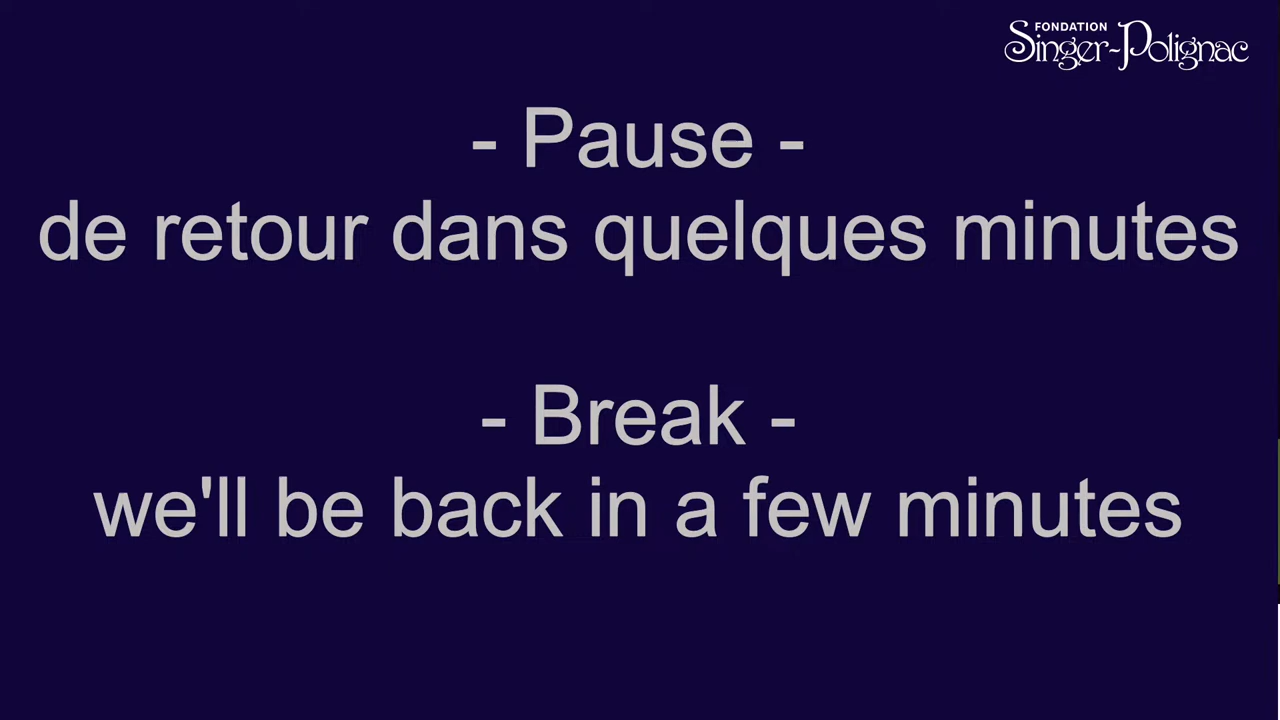 FONDATION
Singer-Polignac
- Pause -
de retour dans quelques minutes
- Break -
we'll be back in a few minutes